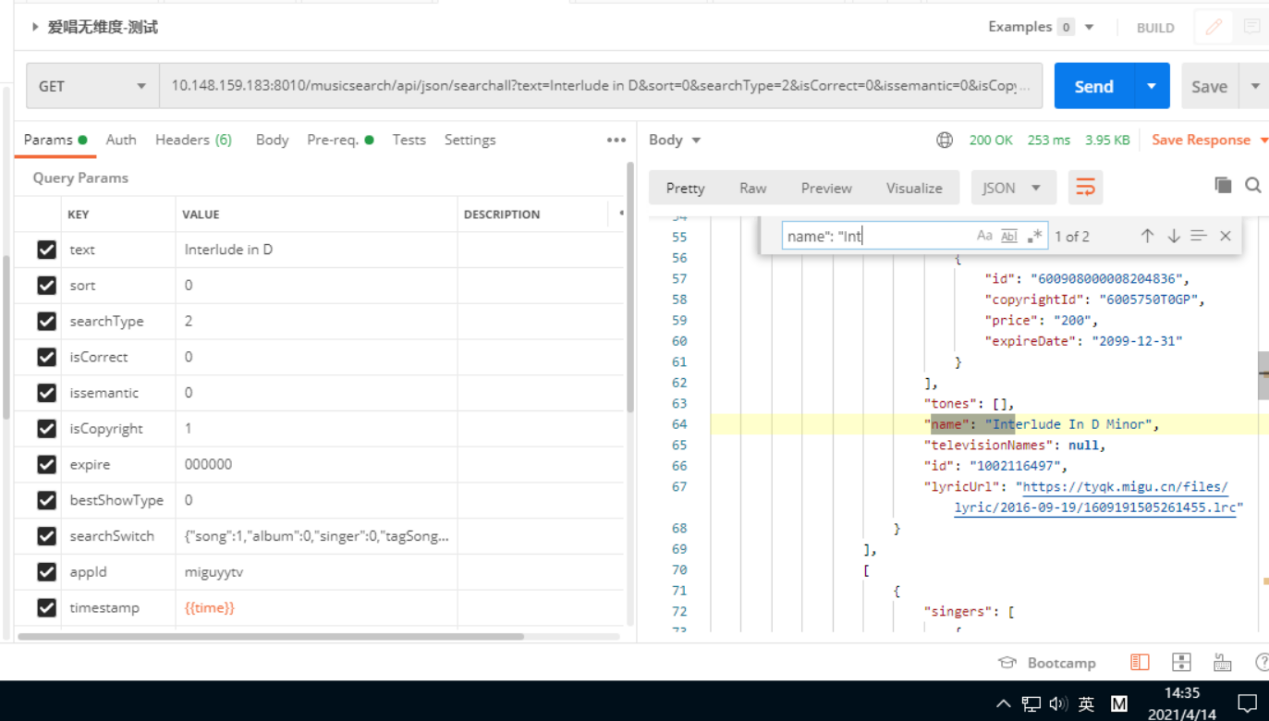 爱唱无维度-测试
Examples 0
BUILD
GET
10.148.159.183:8010/musicsearch/api/json/searchall?text=Interlude in D&sort=0&searchType=2&isCorrect=0&issemantic=0&isCopy...
Send
Save
Params
Auth
Headers (6)
Body
Pre-req.
Tests
Settings
Query Params
KEY VALUE DESCRIPTION
text Interlude in D
sort 0
searchType 2
isCorrect 0
issemantic 0
isCopyright 1
expire 000000
bestShowType 0
searchSwitch {"song":1,"album":0,"singer":0,"tagSong...
appId miguyytv
timestamp {{time}}
Body
200 OK 253 ms 3.95 KB Save Response
Pretty Raw Preview Visualize JSON
name": "Int
Aa Abl .* 1 of 2
54
55
56 {
57 "id": "600908000008204836",
58 "copyrightId": "6005750T0GP",
59 "price": "200",
60 "expireDate": "2099-12-31"
61 }
62 ],
63 "tones": [],
64 "name": "Interlude In D Minor",
65 "televisionNames": null,
66 "id": "1002116497",
67 "lyricUrl": "https://tyqk.migu.cn/files/
lyric/2016-09-19/1609191505261455.lrc"
68 }
69 ],
70 [
71 {
72 "singers": [
73 {
Bootcamp
英 M
14:35
2021/4/14